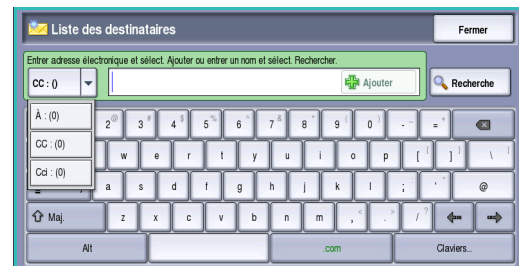 Liste des destinataires
Fermer
Entrer adresse électronique et sélect. Ajouter ou entrer un nom et sélect. Rechercher.
CC : ()
Ajouter
Recherche
À : (0)
CC : (0)
Cci : (0)
2 @ 3 # 4 $ 5 % 6 ^ 7 & 8 * 9 ( 0 ) - _ = +
w e r t y u i o p [ { ] } \ |
a s d f g h j k l ; : ' " @
Maj. z x c v b n m , < . > / ?
Alt .com Claviers...